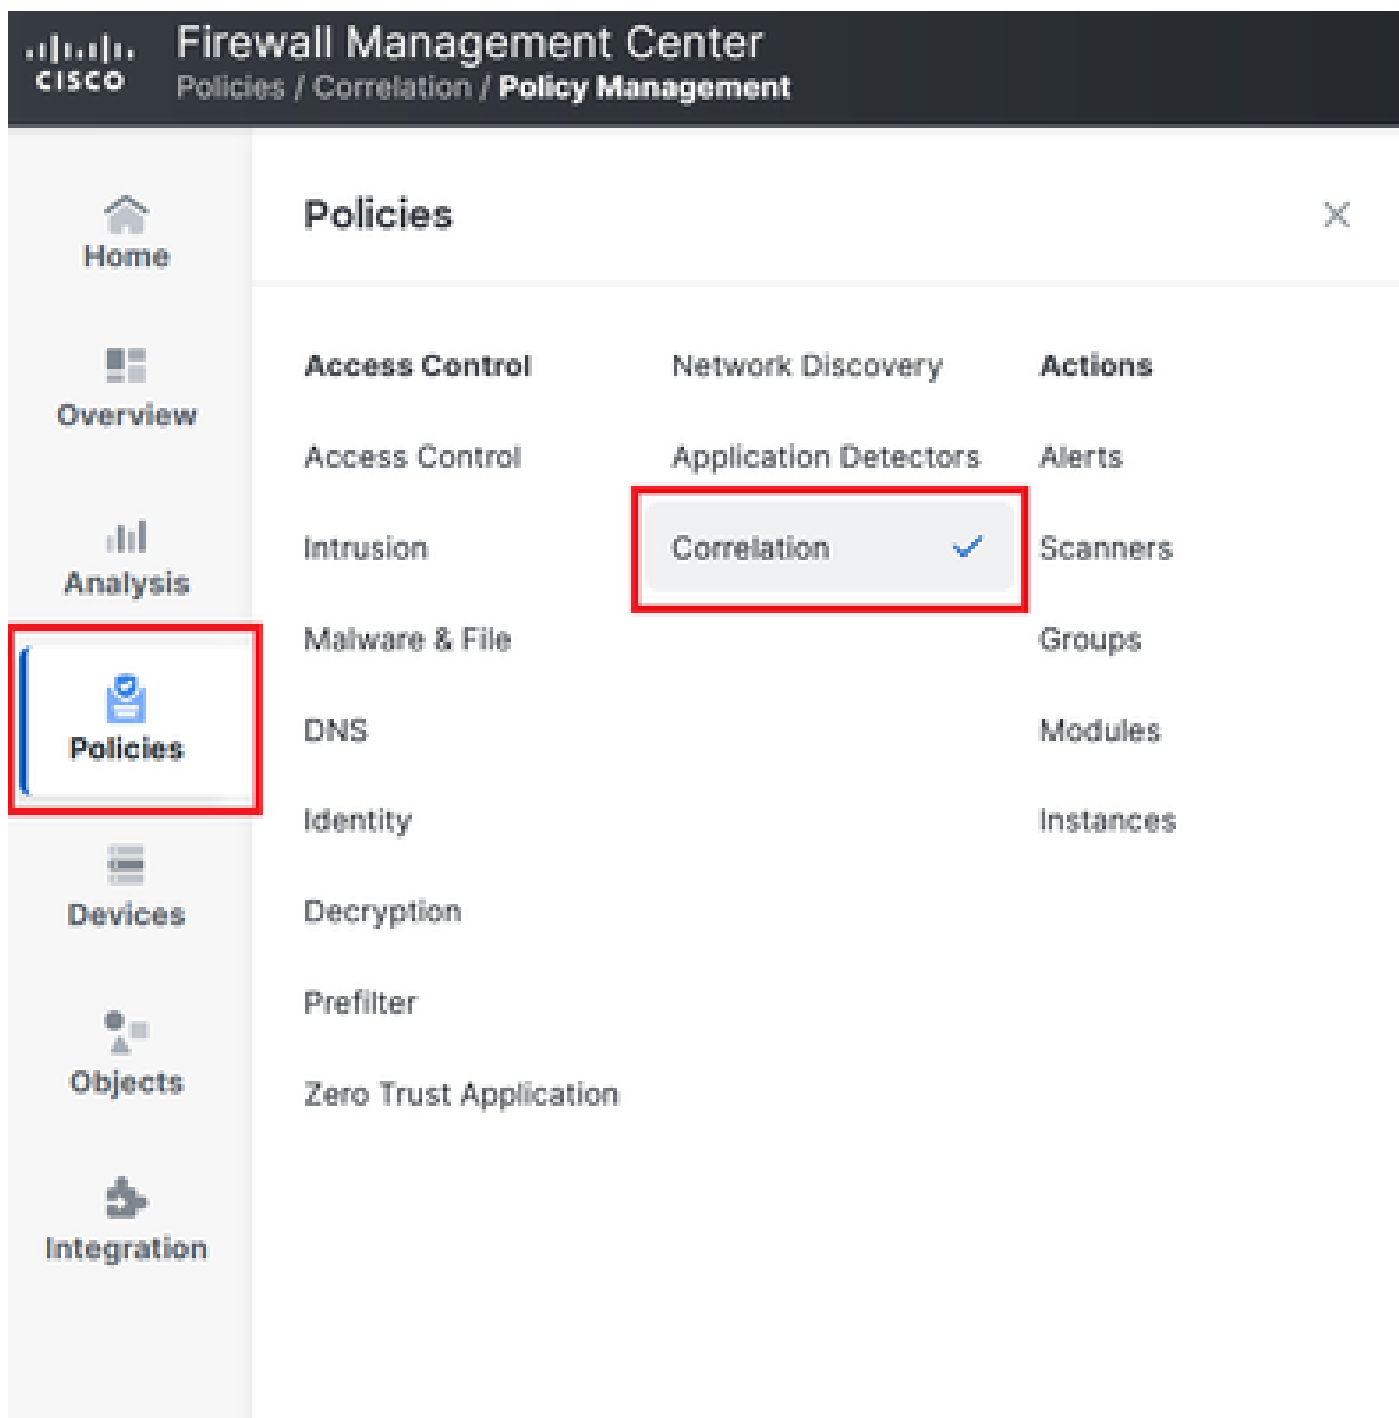 CISCO
Firewall Management Center
Policies / Correlation / Policy Management
Home
Overview
Analysis
Policies
Devices
Objects
Integration
Policies
Access Control
Access Control
Intrusion
Malware & File
DNS
Identity
Decryption
Prefilter
Zero Trust Application
Network Discovery
Application Detectors
Correlation
Actions
Alerts
Scanners
Groups
Modules
Instances